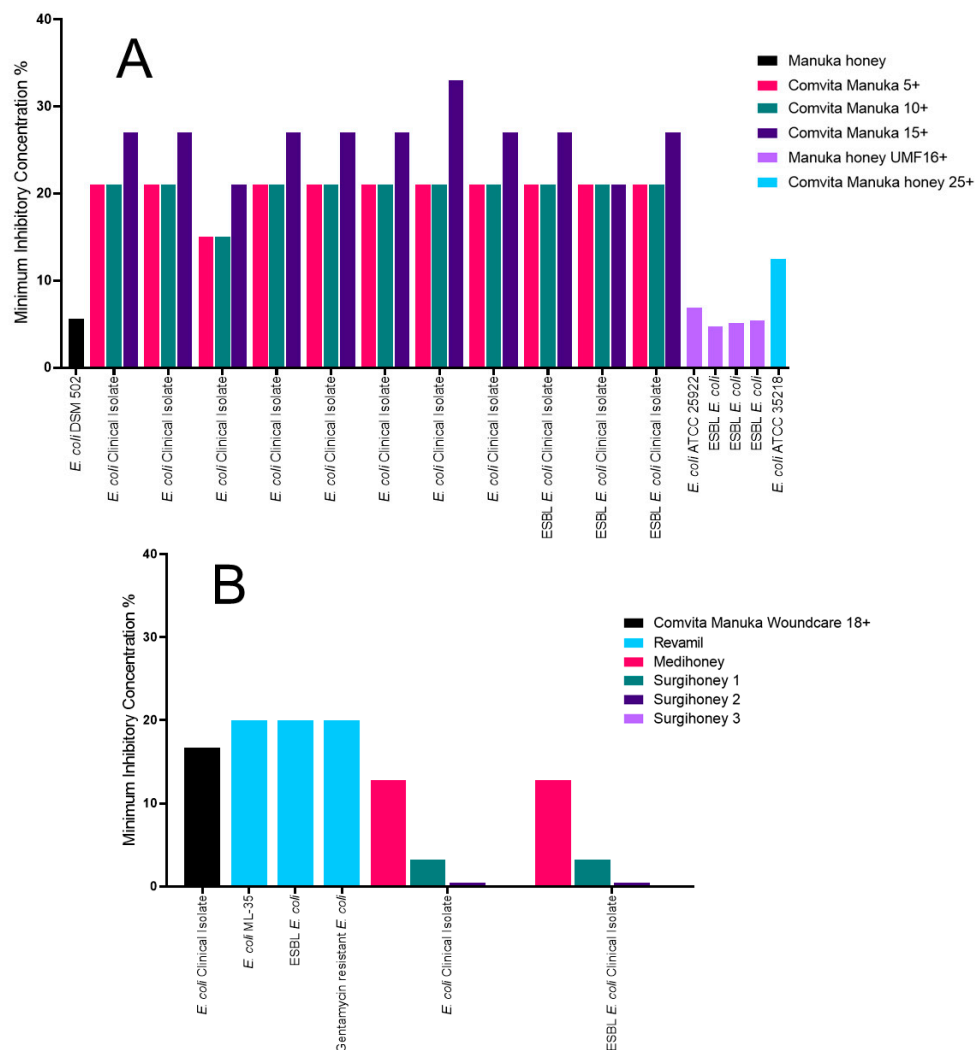 A
Minimum Inhibitory Concentration %
40
30
20
10
0
Manuka honey
Comvita Manuka 5+
Comvita Manuka 10+
Comvita Manuka 15+
Manuka honey UMF16+
Comvita Manuka honey 25+
E. coli DSM 502
E. coli Clinical Isolate
E. coli Clinical Isolate
E. coli Clinical Isolate
E. coli Clinical Isolate
E. coli Clinical Isolate
E. coli Clinical Isolate
E. coli Clinical Isolate
E. coli Clinical Isolate
ESBL E. coli Clinical Isolate
ESBL E. coli Clinical Isolate
ESBL E. coli Clinical Isolate
E. coli ATCC 25922
ESBL E. coli
ESBL E. coli
ESBL E. coli
E. coli ATCC 35218
B
Minimum Inhibitory Concentration %
40
30
20
10
0
Comvita Manuka Woundcare 18+
Revamil
Medihoney
Surgihoney 1
Surgihoney 2
Surgihoney 3
E. coli Clinical Isolate
E. coli ML-35
ESBL E. coli
Gentamycin resistant E. coli
E. coli Clinical Isolate
ESBL E. coli Clinical Isolate